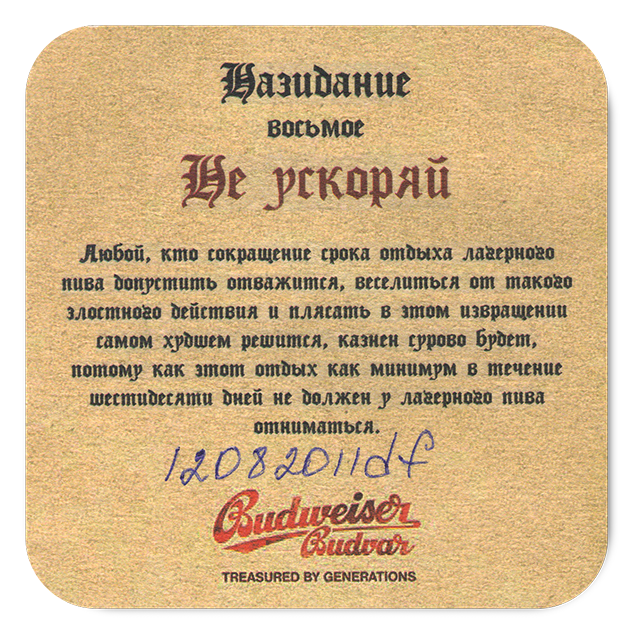 Назидание
восьмое
Не ускоряй
Любой, кто сокращение срока отдыха лагерного
пива допустить отважится, веселиться от такого
злостного действия и плясать в этом извращении
самом худшем решится, казнен сурово будет,
потому как этот отдых как минимум в течение
шестидесяти дней не должен у лагерного пива
отниматься.
12082011df
Budweiser
Budvar
TREASURED BY GENERATIONS